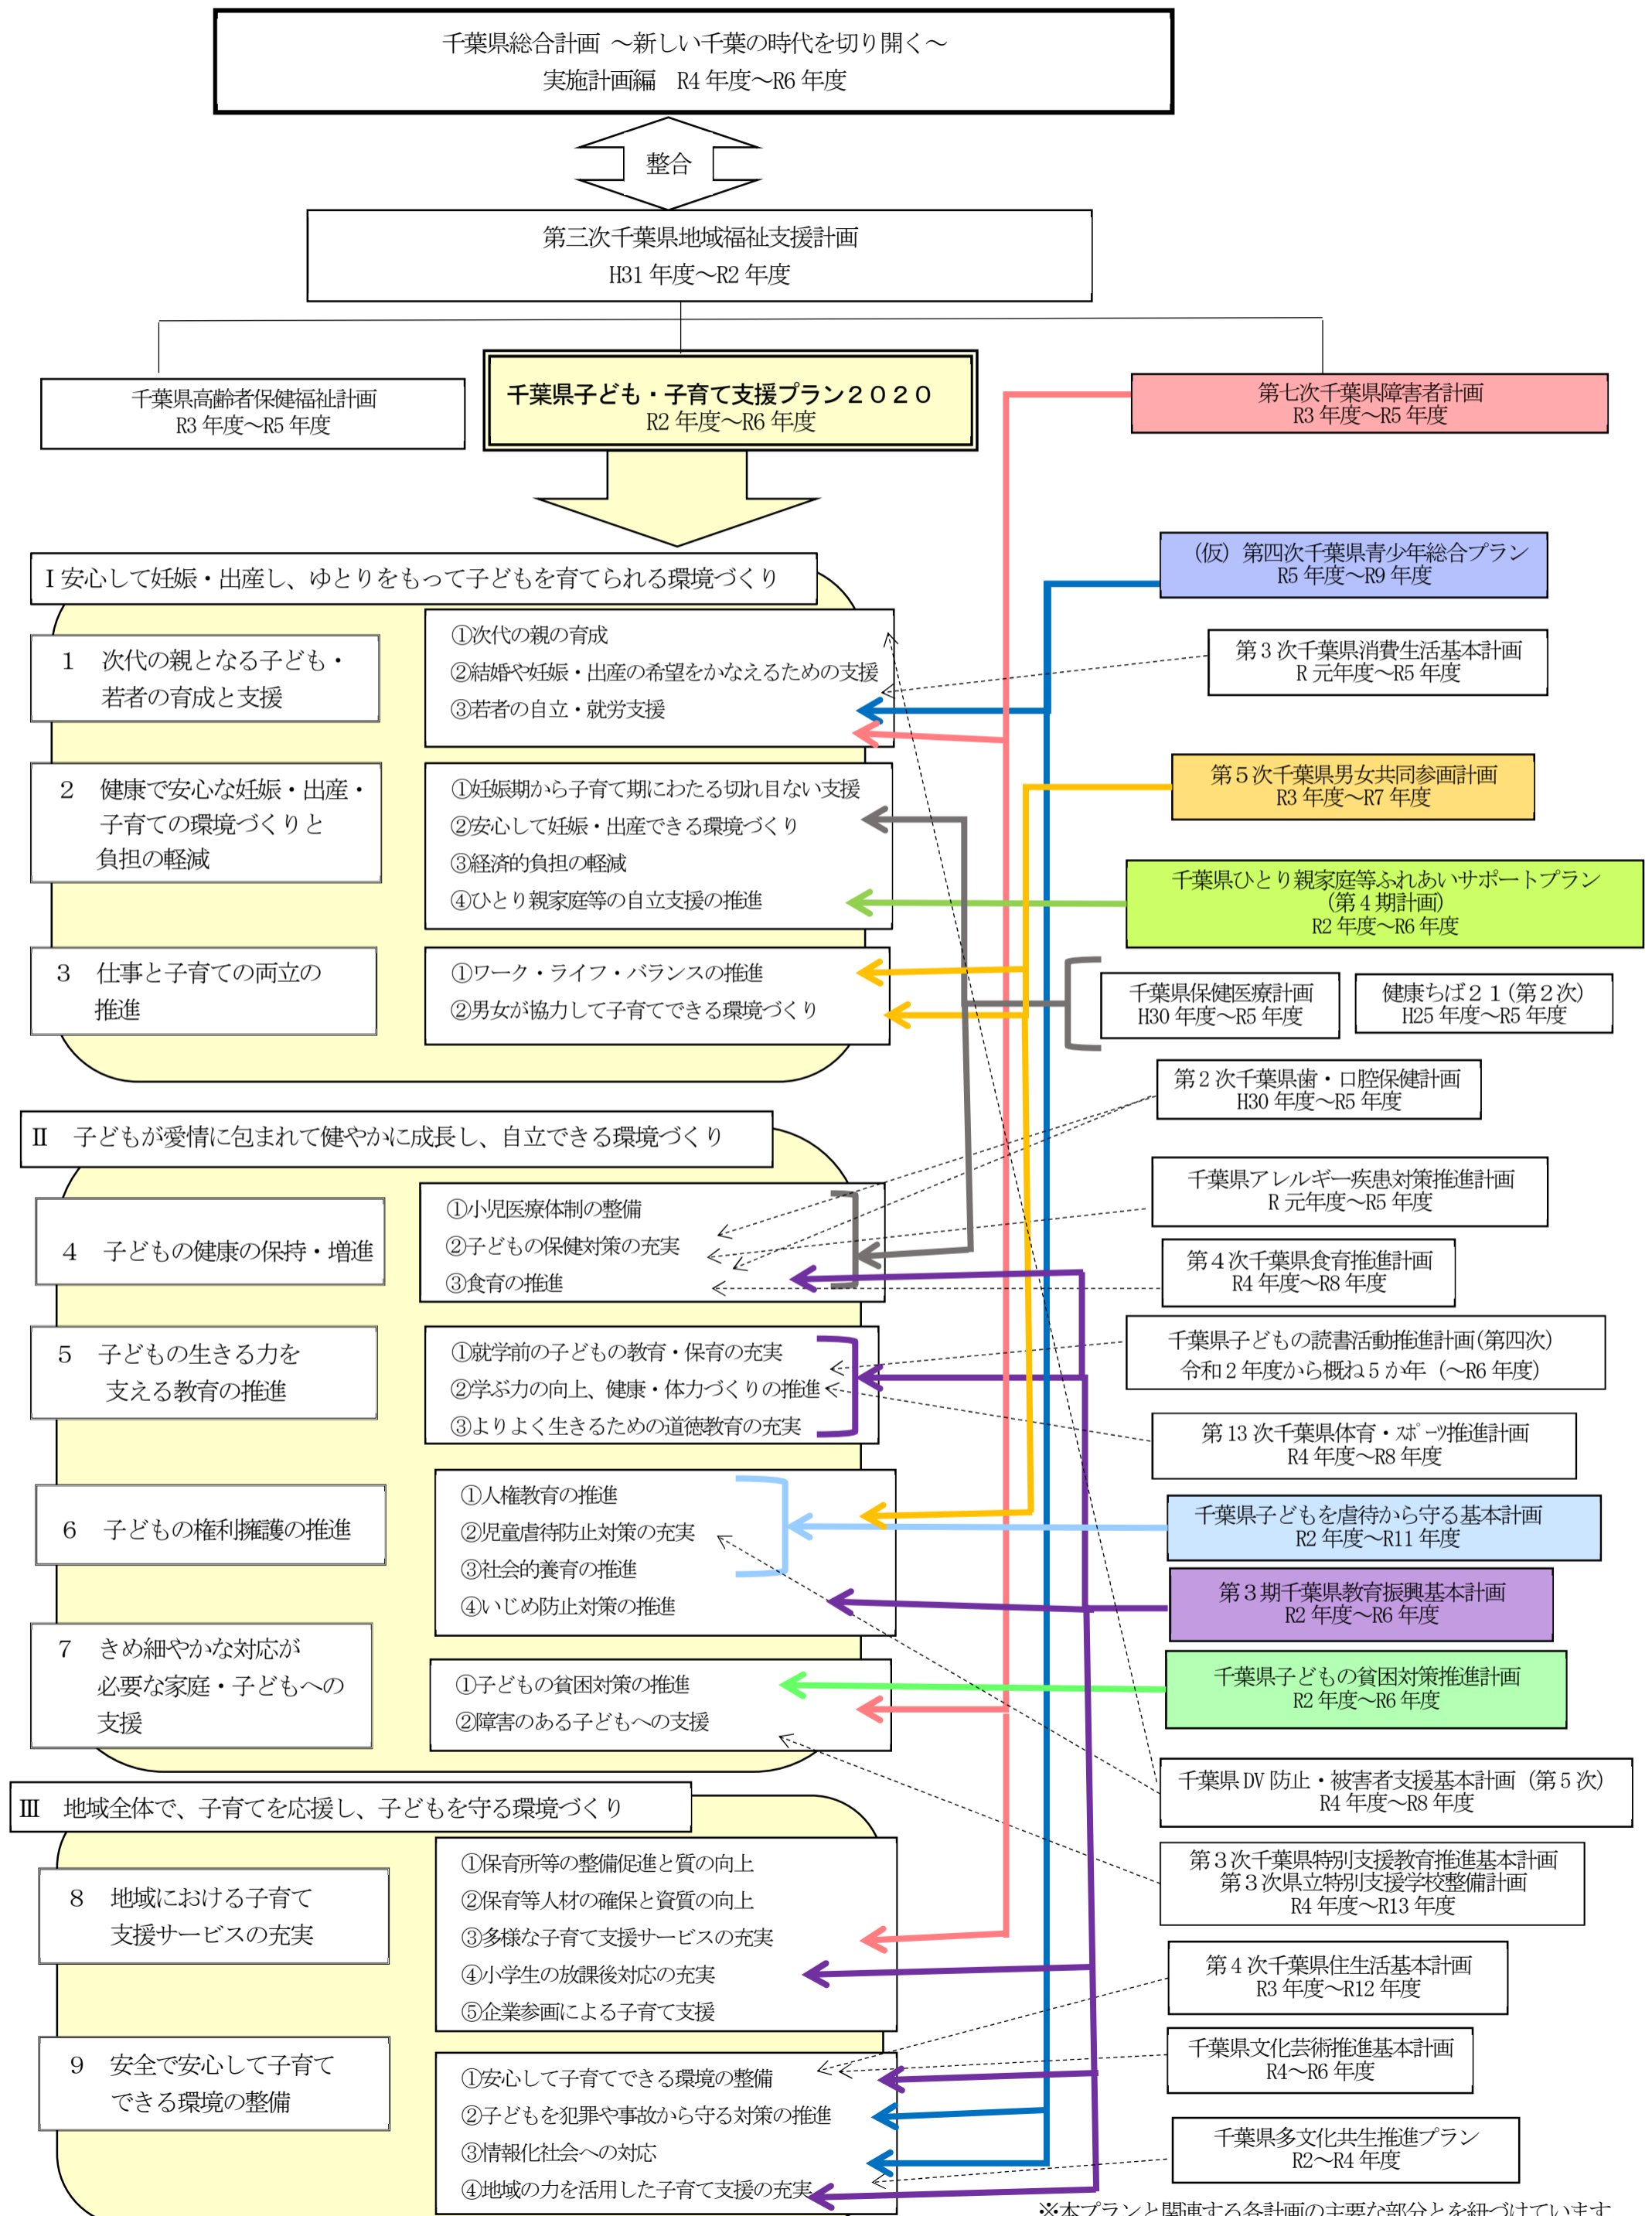 千葉県総合計画 ～新しい千葉の時代を切り開く～
実施計画編 R4 年度～R6 年度
整合
第三次千葉県地域福祉支援計画
H31 年度～R2 年度
千葉県高齢者保健福祉計画
R3 年度～R5 年度
千葉県子ども・子育て支援プラン２０２０
R2 年度～R6 年度
第七次千葉県障害者計画
R3 年度～R5 年度
Ⅰ安心して妊娠・出産し、ゆとりをもって子どもを育てられる環境づくり
1 次代の親となる子ども・
若者の育成と支援
①次代の親の育成
②結婚や妊娠・出産の希望をかなえるための支援
③若者の自立・就労支援
2 健康で安心な妊娠・出産・
子育ての環境づくりと
負担の軽減
①妊娠期から子育て期にわたる切れ目ない支援
②安心して妊娠・出産できる環境づくり
③経済的負担の軽減
④ひとり親家庭等の自立支援の推進
3 仕事と子育ての両立の
推進
①ワーク・ライフ・バランスの推進
②男女が協力して子育てできる環境づくり
（仮）第四次千葉県青少年総合プラン
R5 年度～R9 年度
第３次千葉県消費生活基本計画
R 元年度～R5 年度
第５次千葉県男女共同参画計画
R3 年度～R7 年度
千葉県ひとり親家庭等ふれあいサポートプラン
(第４期計画)
R2 年度～R6 年度
千葉県保健医療計画
H30 年度～R5 年度
健康ちば２１(第２次)
H25 年度～R5 年度
第２次千葉県歯・口腔保健計画
H30 年度～R5 年度
Ⅱ 子どもが愛情に包まれて健やかに成長し、自立できる環境づくり
4 子どもの健康の保持・増進
①小児医療体制の整備
②子どもの保健対策の充実
③食育の推進
5 子どもの生きる力を
支える教育の推進
①就学前の子どもの教育・保育の充実
②学ぶ力の向上、健康・体力づくりの推進
③よりよく生きるための道徳教育の充実
6 子どもの権利擁護の推進
①人権教育の推進
②児童虐待防止対策の充実
③社会的養育の推進
④いじめ防止対策の推進
7 きめ細やかな対応が
必要な家庭・子どもへの
支援
①子どもの貧困対策の推進
②障害のある子どもへの支援
千葉県アレルギー疾患対策推進計画
R 元年度～R5 年度
第４次千葉県食育推進計画
R4 年度～R8 年度
千葉県子どもの読書活動推進計画(第四次)
令和２年度から概ね５か年（～R6 年度）
第 13 次千葉県体育・ｽﾎﾟｰﾂ推進計画
R4 年度～R8 年度
千葉県子どもを虐待から守る基本計画
R2 年度～R11 年度
第３期千葉県教育振興基本計画
R2 年度～R6 年度
千葉県子どもの貧困対策推進計画
R2 年度～R6 年度
千葉県 DV 防止・被害者支援基本計画（第５次）
R4 年度～R8 年度
Ⅲ 地域全体で、子育てを応援し、子どもを守る環境づくり
8 地域における子育て
支援サービスの充実
①保育所等の整備促進と質の向上
②保育等人材の確保と資質の向上
③多様な子育て支援サービスの充実
④小学生の放課後対応の充実
⑤企業参画による子育て支援
9 安全で安心して子育て
できる環境の整備
①安心して子育てできる環境の整備
②子どもを犯罪や事故から守る対策の推進
③情報化社会への対応
④地域の力を活用した子育て支援の充実
第３次千葉県特別支援教育推進基本計画
第３次県立特別支援学校整備計画
R4 年度～R13 年度
第４次千葉県住生活基本計画
R3 年度～R12 年度
千葉県文化芸術推進基本計画
R4～R6 年度
千葉県多文化共生推進プラン
R2～R4 年度
※本プランと関連する各計画の主要な部分とを紐づけています